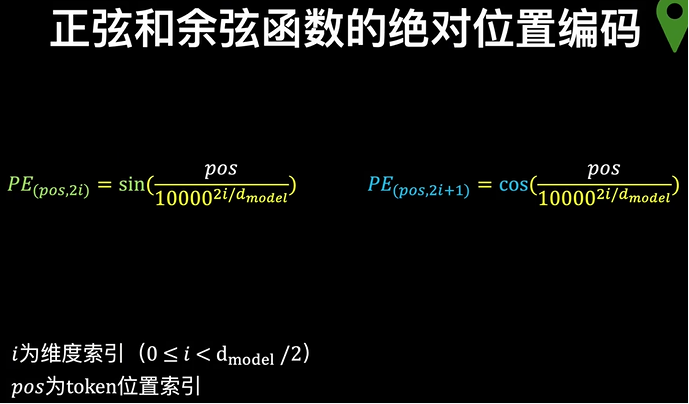 正弦和余弦函数的绝对位置编码
PE(pos,2i) = sin(pos/10000^(2i/d_model)) PE(pos,2i+1) = cos(pos/10000^(2i/d_model))
i为维度索引（0 ≤ i < d_model /2）
pos为token位置索引